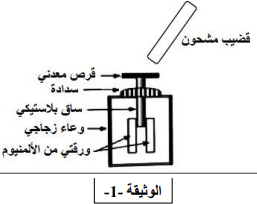 قضيب مشحون
قرص معدني
سدادة
ساق بلاستيكي
وعاء زجاجي
ورقتي من الألمنيوم
الوثيقة -1-